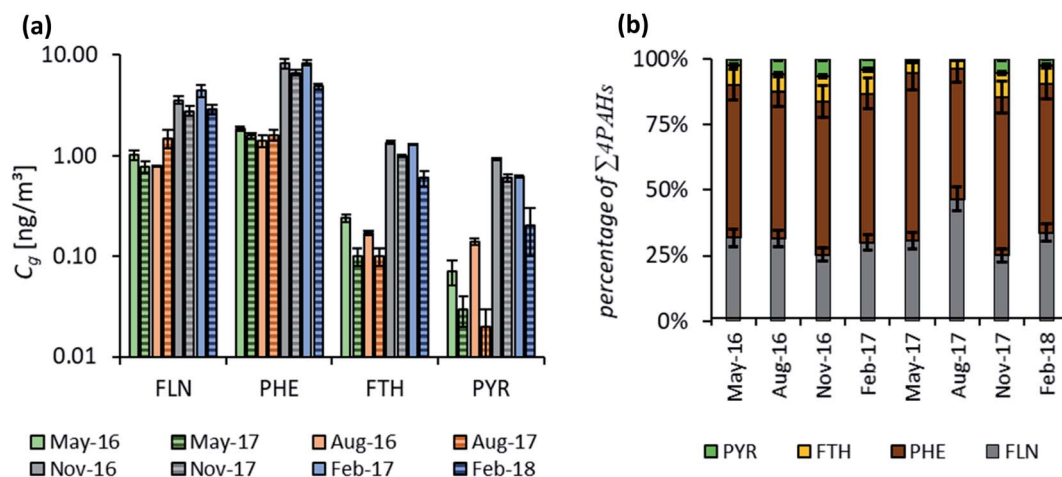 (a)
C_g [ng/m³]
10.00
1.00
0.10
0.01
FLN PHE FTH PYR
May-16 May-17 Aug-16 Aug-17
Nov-16 Nov-17 Feb-17 Feb-18
(b)
percentage of ∑4PAHs
100%
75%
50%
25%
0%
May-16
Aug-16
Nov-16
Feb-17
May-17
Aug-17
Nov-17
Feb-18
PYR FTH PHE FLN